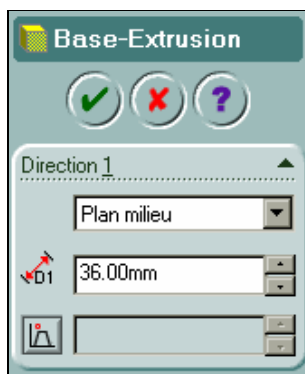 Base-Extrusion
?
Direction 1
Plan milieu
D1 36.00mm